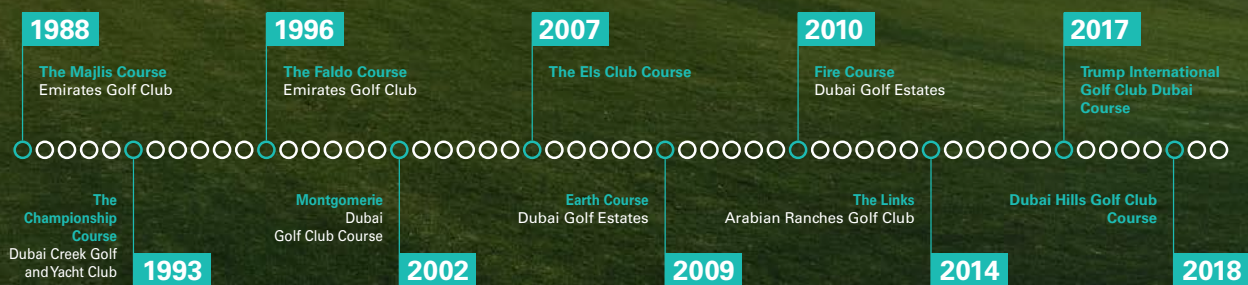 1988
The Majlis Course
Emirates Golf Club
1996
The Faldo Course
Emirates Golf Club
2007
The Els Club Course
2010
Fire Course
Dubai Golf Estates
2017
Trump International
Golf Club Dubai
Course
The
Championship
Course
Dubai Creek Golf
and Yacht Club
1993
Montgomerie
Dubai
Golf Club Course
2002
Earth Course
Dubai Golf Estates
2009
The Links
Arabian Ranches Golf Club
2014
Dubai Hills Golf Club
Course
2018